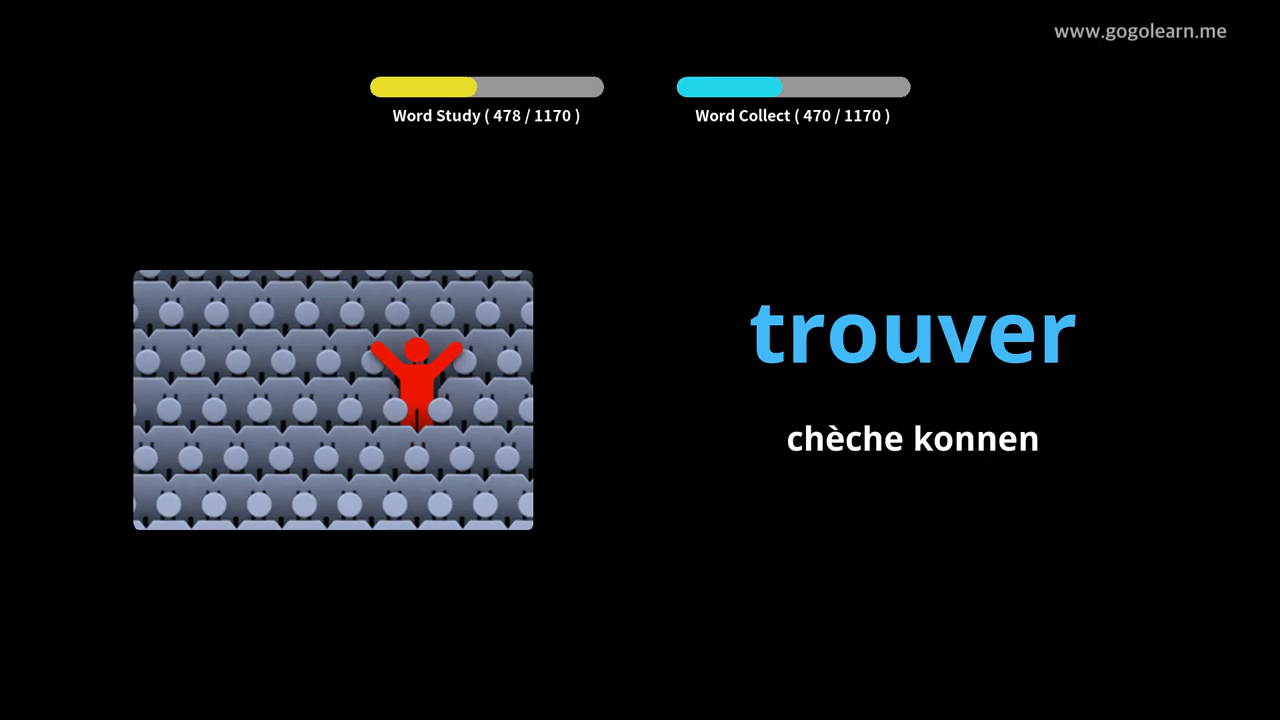 www.gogolearn.me
Word Study ( 478 / 1170 )
Word Collect ( 470 / 1170 )
trouver
chèche konnen